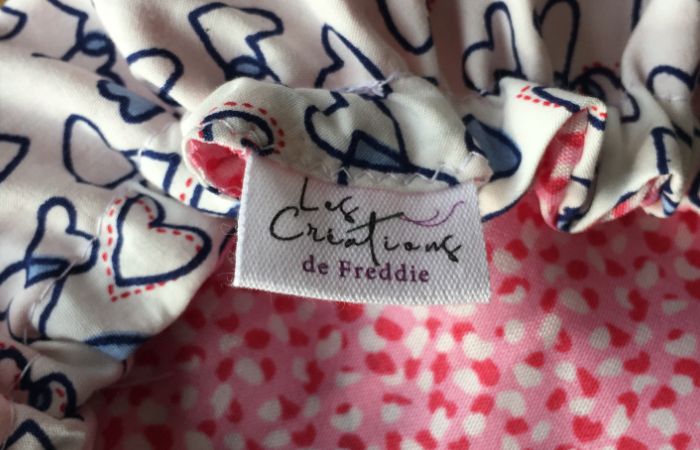 Les
Créations
de Freddie